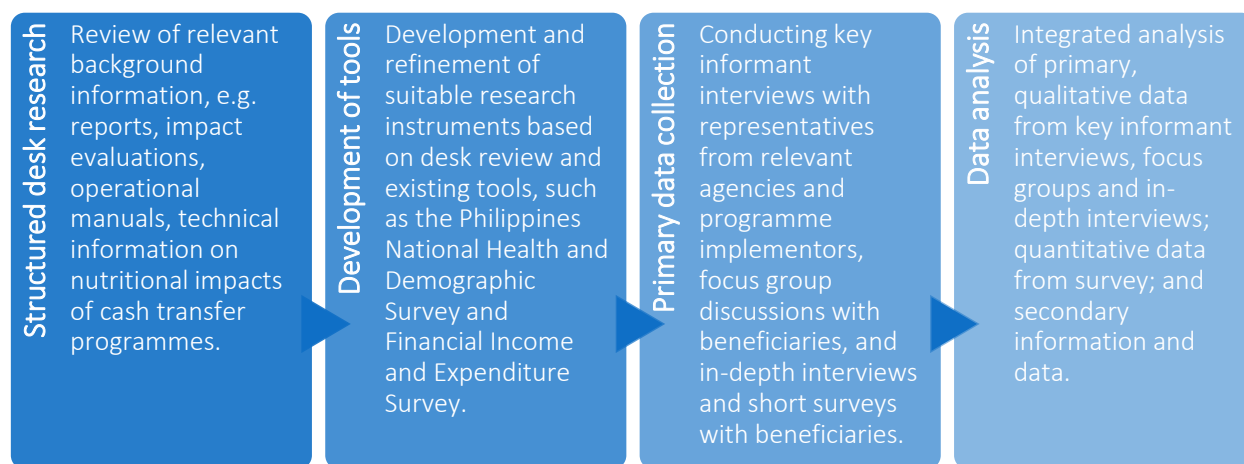 Structured desk research
Review of relevant
background
information, e.g.
reports, impact
evaluations,
operational
manuals, technical
information on
nutritional impacts
of cash transfer
programmes.
Development of tools
Development and
refinement of
suitable research
instruments based
on desk review and
existing tools, such
as the Philippines
National Health and
Demographic
Survey and
Financial Income
and Expenditure
Survey.
Primary data collection
Conducting key
informant
interviews with
representatives
from relevant
agencies and
programme
implementors,
focus group
discussions with
beneficiaries, and
in-depth interviews
and short surveys
with beneficiaries.
Data analysis
Integrated analysis
of primary,
qualitative data
from key informant
interviews, focus
groups and in-
depth interviews;
quantitative data
from survey; and
secondary
information and
data.